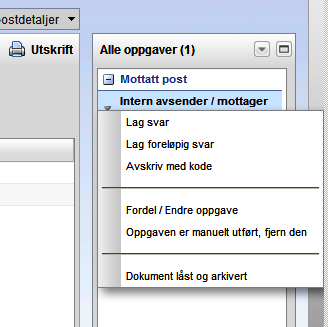 ostdetaljer
Utskrift
Alle oppgaver (1)
Mottatt post
Intern avsender / mottager
Lag svar
Lag foreløpig svar
Avskriv med kode
Fordel / Endre oppgave
Oppgaven er manuelt utført, fjern den
Dokument låst og arkivert